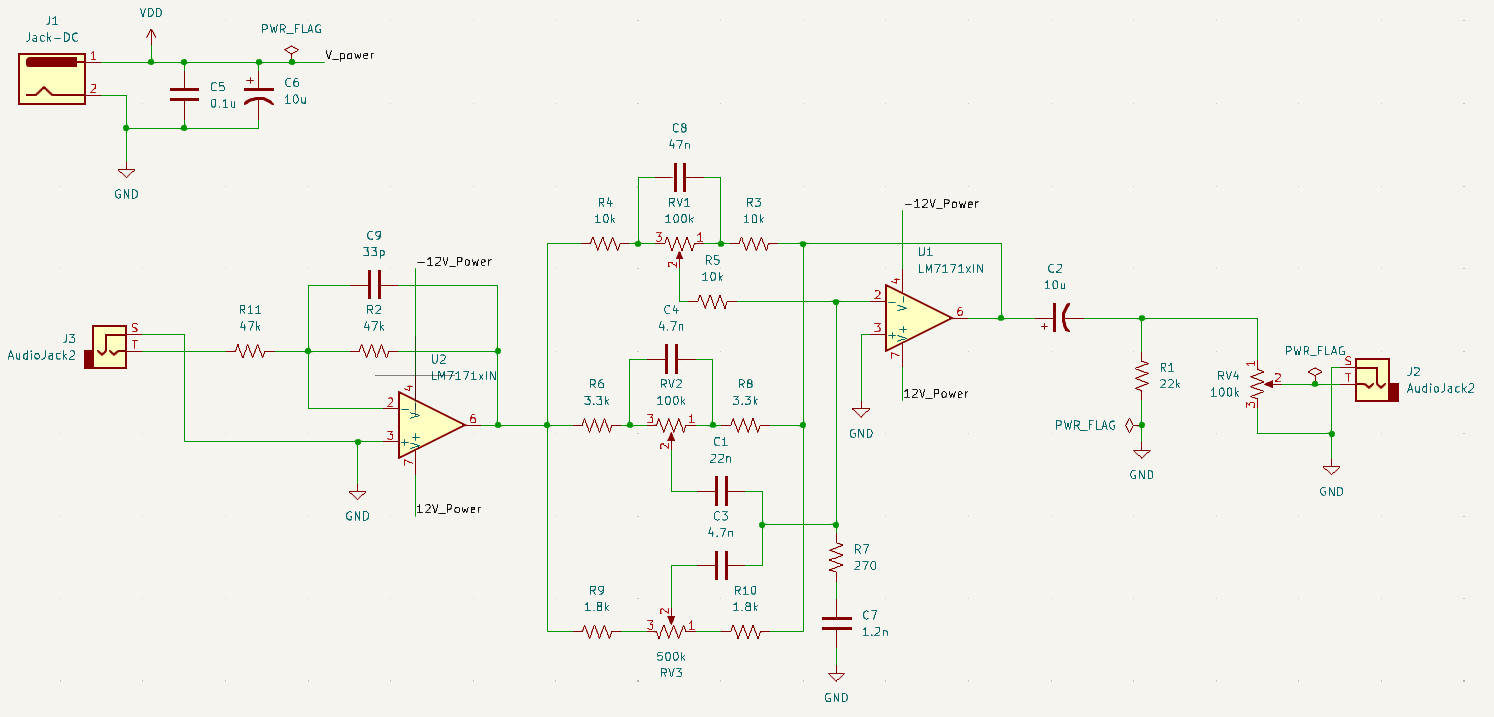 J1
Jack-DC
1
2
VDD
PWR_FLAG
V_power
C5
0.1u
+
C6
10u
GND
C8
47n
R4
10k
RV1
100k
R3
10k
3
1
2
R5
10k
-12V_Power
U1
LM7171xIN
4
2
-
V-
6
3
+
V+
7
12V_Power
GND
C9
33p
-12V_Power
R11
47k
R2
47k
J3
AudioJack2
S
T
U2
LM7171xIN
4
2
-
V-
6
3
+
V+
7
12V_Power
GND
C4
4.7n
R6
3.3k
RV2
100k
R8
3.3k
3
1
2
C1
22n
C3
4.7n
R9
1.8k
2
R10
1.8k
3
1
500k
RV3
R7
270
C7
1.2n
GND
C2
10u
+
R1
22k
PWR_FLAG
GND
PWR_FLAG
RV4
100k
1
2
3
S
T
J2
AudioJack2
GND